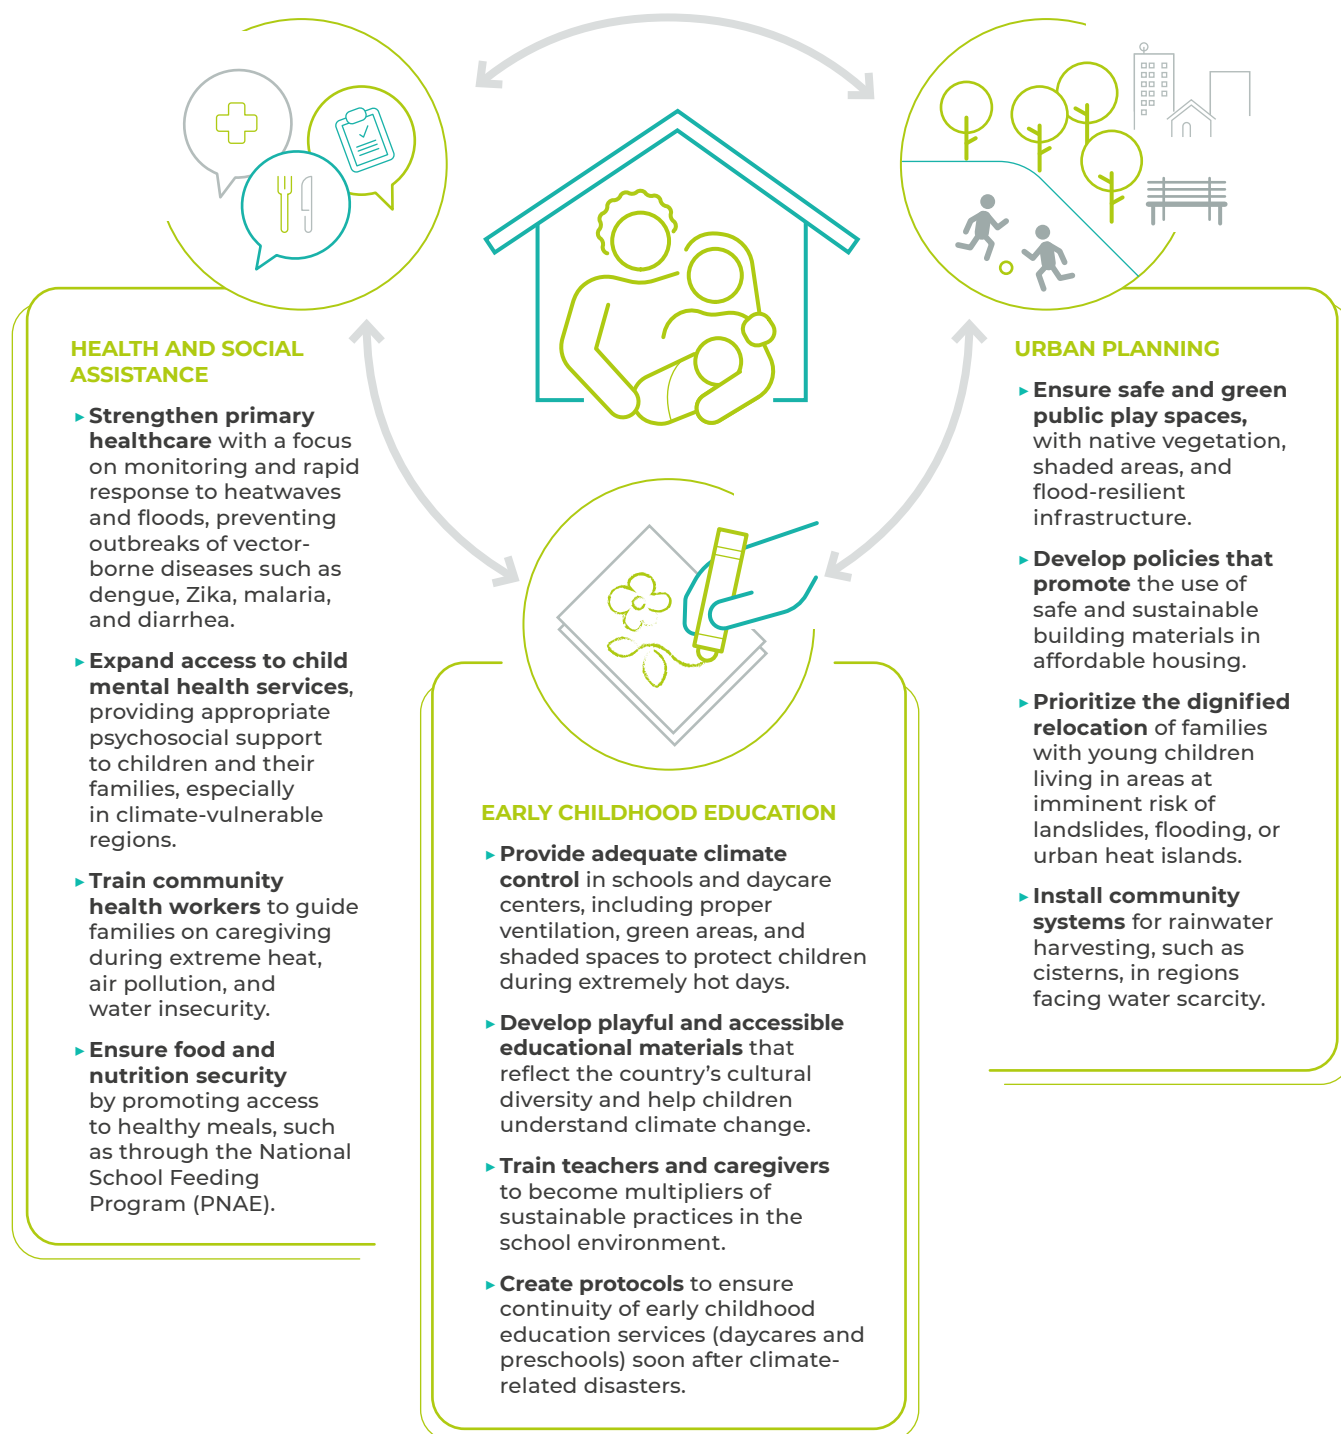 HEALTH AND SOCIAL
ASSISTANCE
▸ Strengthen primary
healthcare with a focus
on monitoring and rapid
response to heatwaves
and floods, preventing
outbreaks of vector-
borne diseases such as
dengue, Zika, malaria,
and diarrhea.
▸ Expand access to child
mental health services,
providing appropriate
psychosocial support
to children and their
families, especially
in climate-vulnerable
regions.
▸ Train community
health workers to guide
families on caregiving
during extreme heat,
air pollution, and
water insecurity.
▸ Ensure food and
nutrition security
by promoting access
to healthy meals, such
as through the National
School Feeding
Program (PNAE).
EARLY CHILDHOOD EDUCATION
▸ Provide adequate climate
control in schools and daycare
centers, including proper
ventilation, green areas, and
shaded spaces to protect children
during extremely hot days.
▸ Develop playful and accessible
educational materials that
reflect the country’s cultural
diversity and help children
understand climate change.
▸ Train teachers and caregivers
to become multipliers of
sustainable practices in the
school environment.
▸ Create protocols to ensure
continuity of early childhood
education services (daycares and
preschools) soon after climate-
related disasters.
URBAN PLANNING
▸ Ensure safe and green
public play spaces,
with native vegetation,
shaded areas, and
flood-resilient
infrastructure.
▸ Develop policies that
promote the use of
safe and sustainable
building materials in
affordable housing.
▸ Prioritize the dignified
relocation of families
with young children
living in areas at
imminent risk of
landslides, flooding, or
urban heat islands.
▸ Install community
systems for rainwater
harvesting, such as
cisterns, in regions
facing water scarcity.